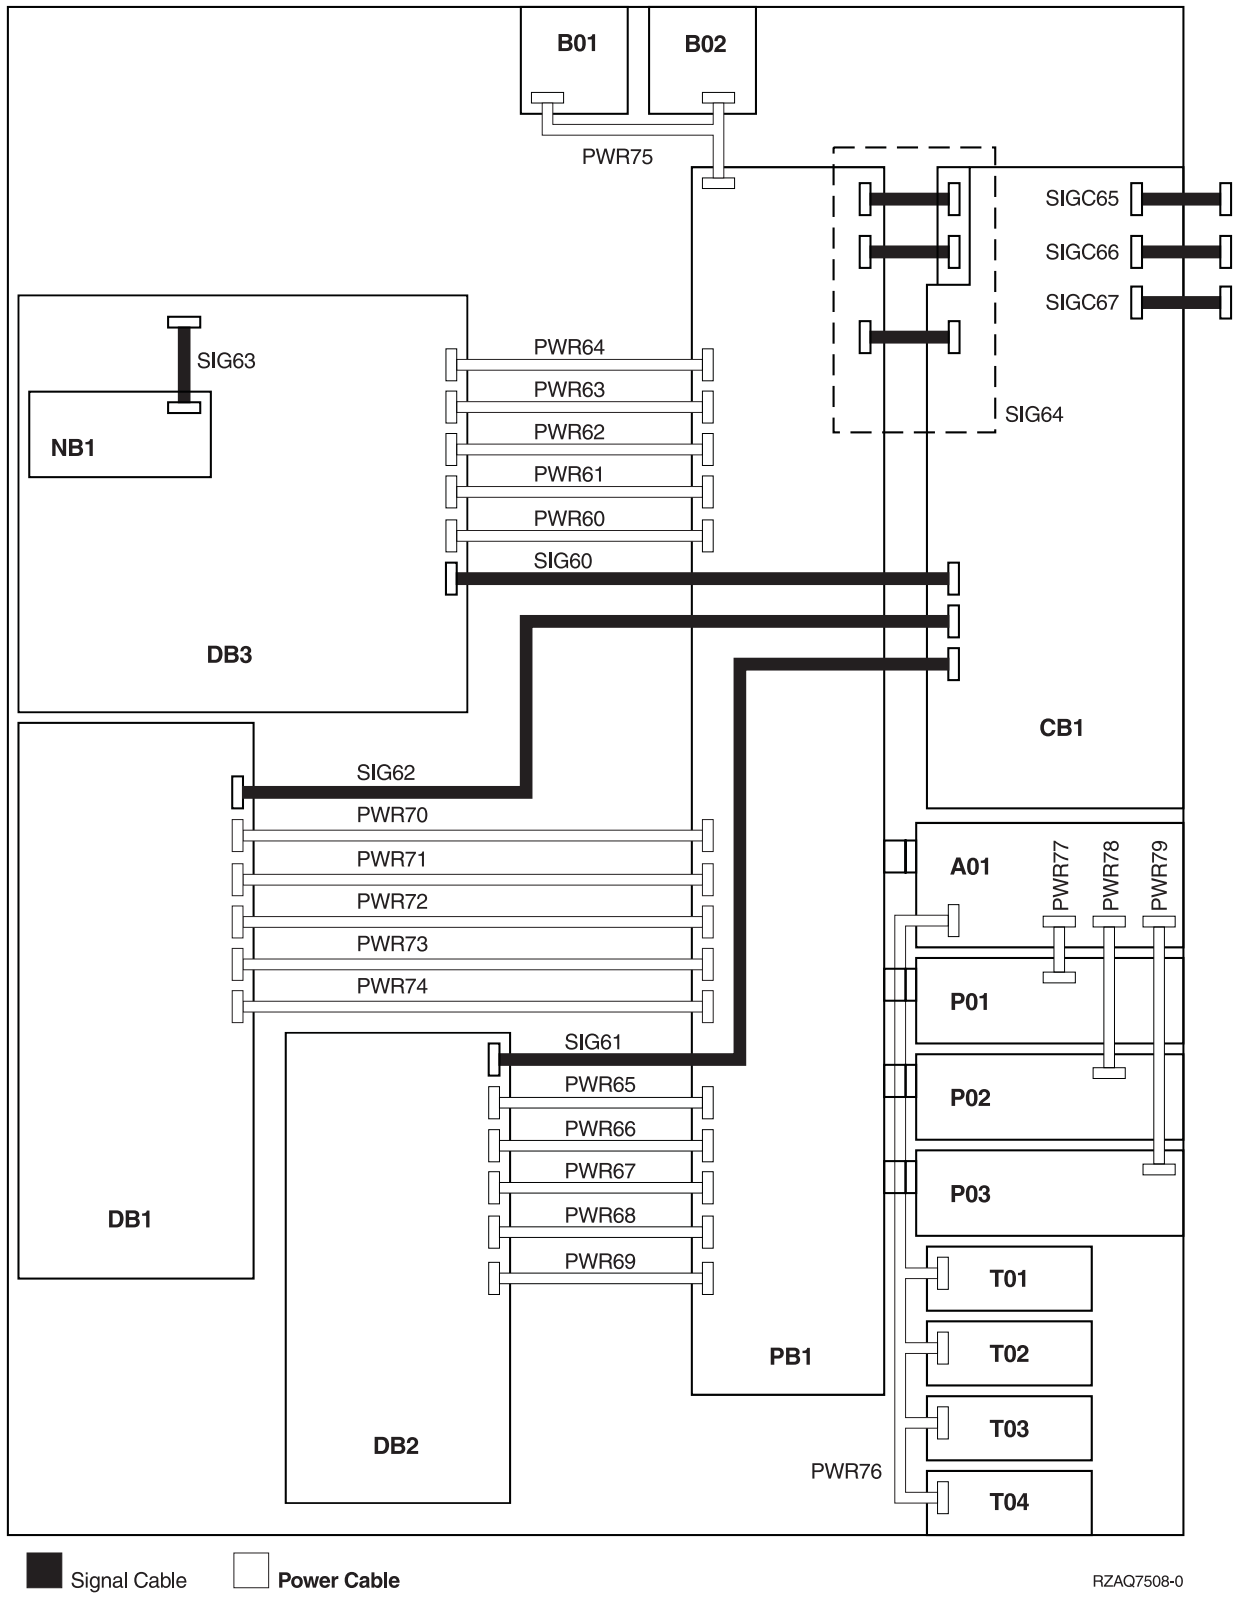 B01
B02
PWR75
SIGC65
SIGC66
SIGC67
SIG63
PWR64
PWR63
SIG64
PWR62
NB1
PWR61
PWR60
SIG60
DB3
CB1
SIG62
PWR70
PWR71
A01
PWR77
PWR78
PWR79
PWR72
PWR73
PWR74
P01
SIG61
PWR65
P02
PWR66
PWR67
P03
DB1
PWR68
PWR69
T01
PB1
T02
DB2
T03
PWR76
T04
Signal Cable
Power Cable
RZAQ7508-0